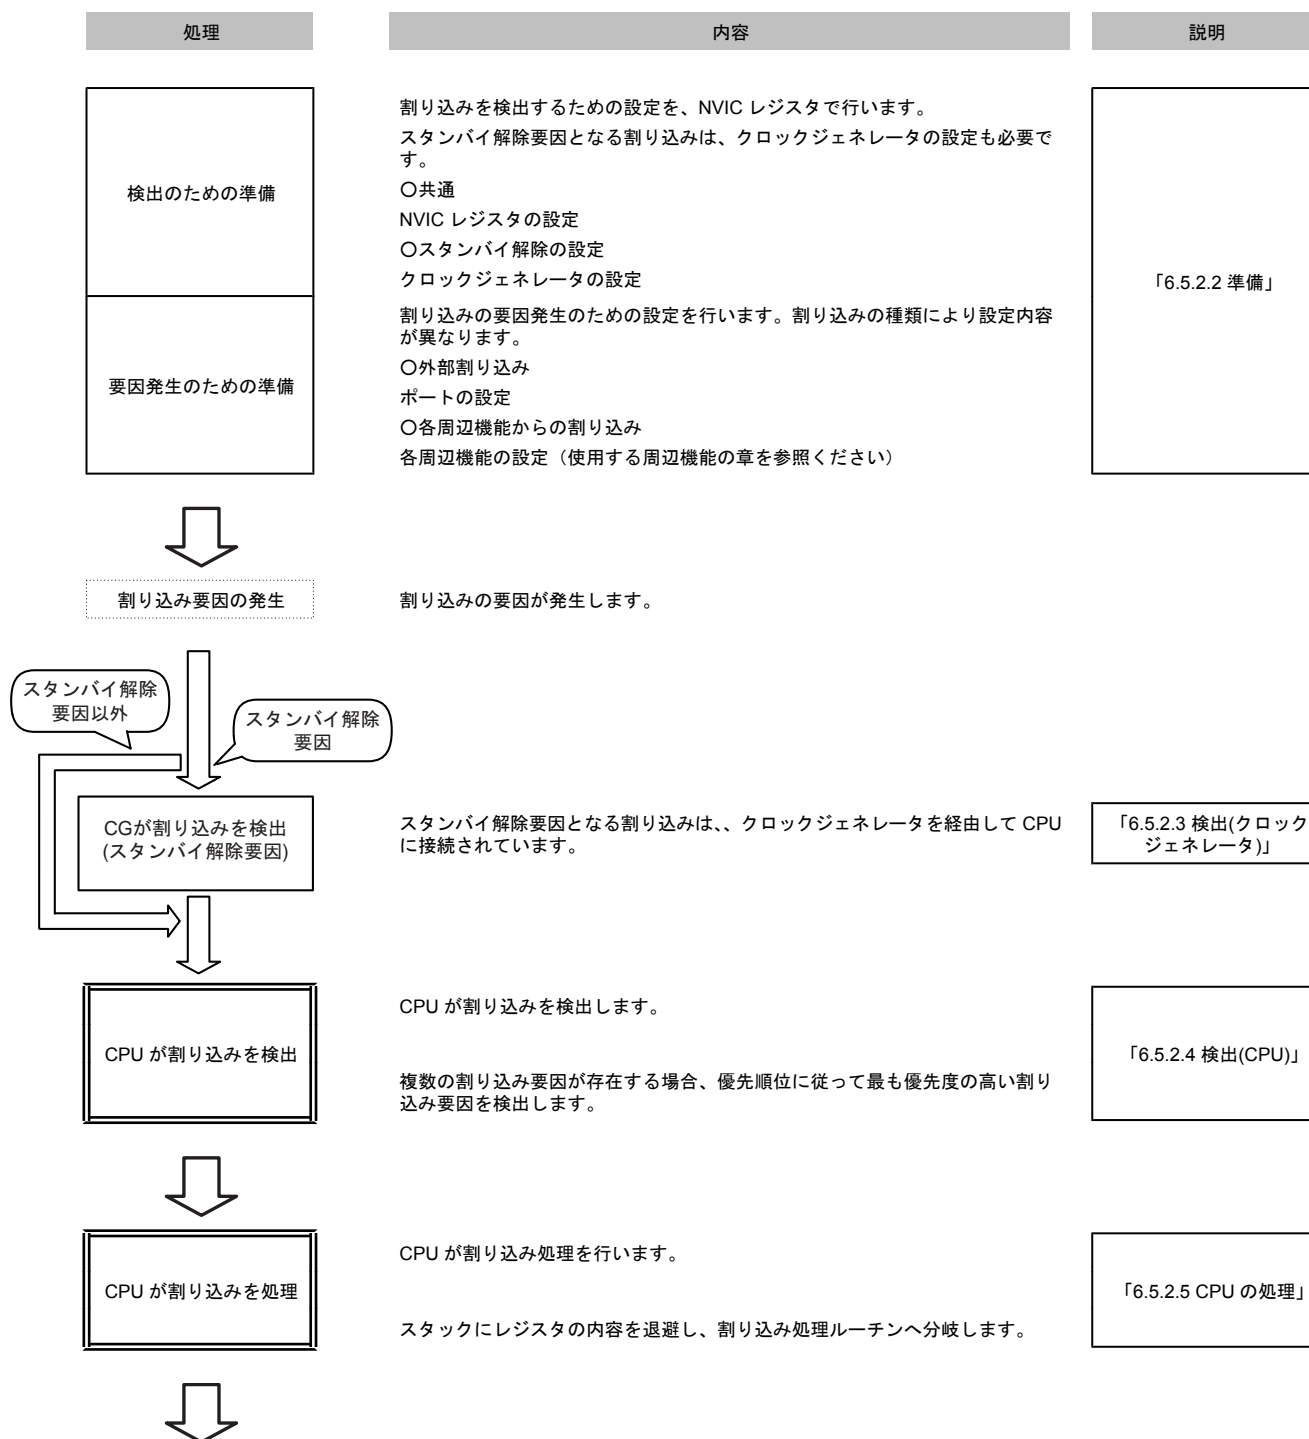 処理
内容
説明
検出のための準備
割り込みを検出するための設定を、NVIC レジスタで行います。
スタンバイ解除要因となる割り込みは、クロックジェネレータの設定も必要で
す。
〇共通
NVIC レジスタの設定
〇スタンバイ解除の設定
クロックジェネレータの設定
「6.5.2.2 準備」
要因発生のための準備
割り込みの要因発生のための設定を行います。割り込みの種類により設定内容
が異なります。
〇外部割り込み
ポートの設定
〇各周辺機能からの割り込み
各周辺機能の設定（使用する周辺機能の章を参照ください）
割り込み要因の発生
割り込みの要因が発生します。
スタンバイ解除
要因以外
スタンバイ解除
要因
CGが割り込みを検出
(スタンバイ解除要因)
スタンバイ解除要因となる割り込みは、、クロックジェネレータを経由して CPU
に接続されています。
「6.5.2.3 検出(クロック
ジェネレータ)」
CPU が割り込みを検出
CPU が割り込みを検出します。
複数の割り込み要因が存在する場合、優先順位に従って最も優先度の高い割り
込み要因を検出します。
「6.5.2.4 検出(CPU)」
CPU が割り込みを処理
CPU が割り込み処理を行います。
スタックにレジスタの内容を退避し、割り込み処理ルーチンへ分岐します。
「6.5.2.5 CPU の処理」